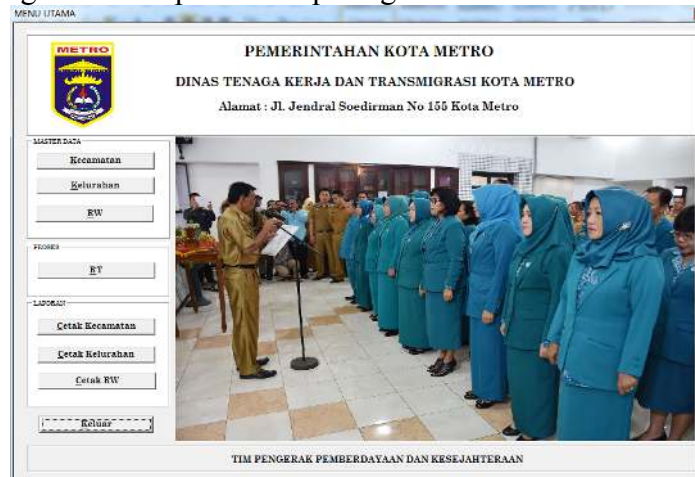 MENU UTAMA
METRO
PEMERINTAHAN KOTA METRO
DINAS TENAGA KERJA DAN TRANSMIGRASI KOTA METRO
Alamat : Jl. Jendral Soedirman No 155 Kota Metro
MASTER DATA
Kecamatan
Kelurahan
RW
PROSES
RT
LAPORAN
Cetak Kecamatan
Cetak Kelurahan
Cetak RW
Keluar
TIM PENGERAK PEMBERDAYAAN DAN KESEJAHTERAAN